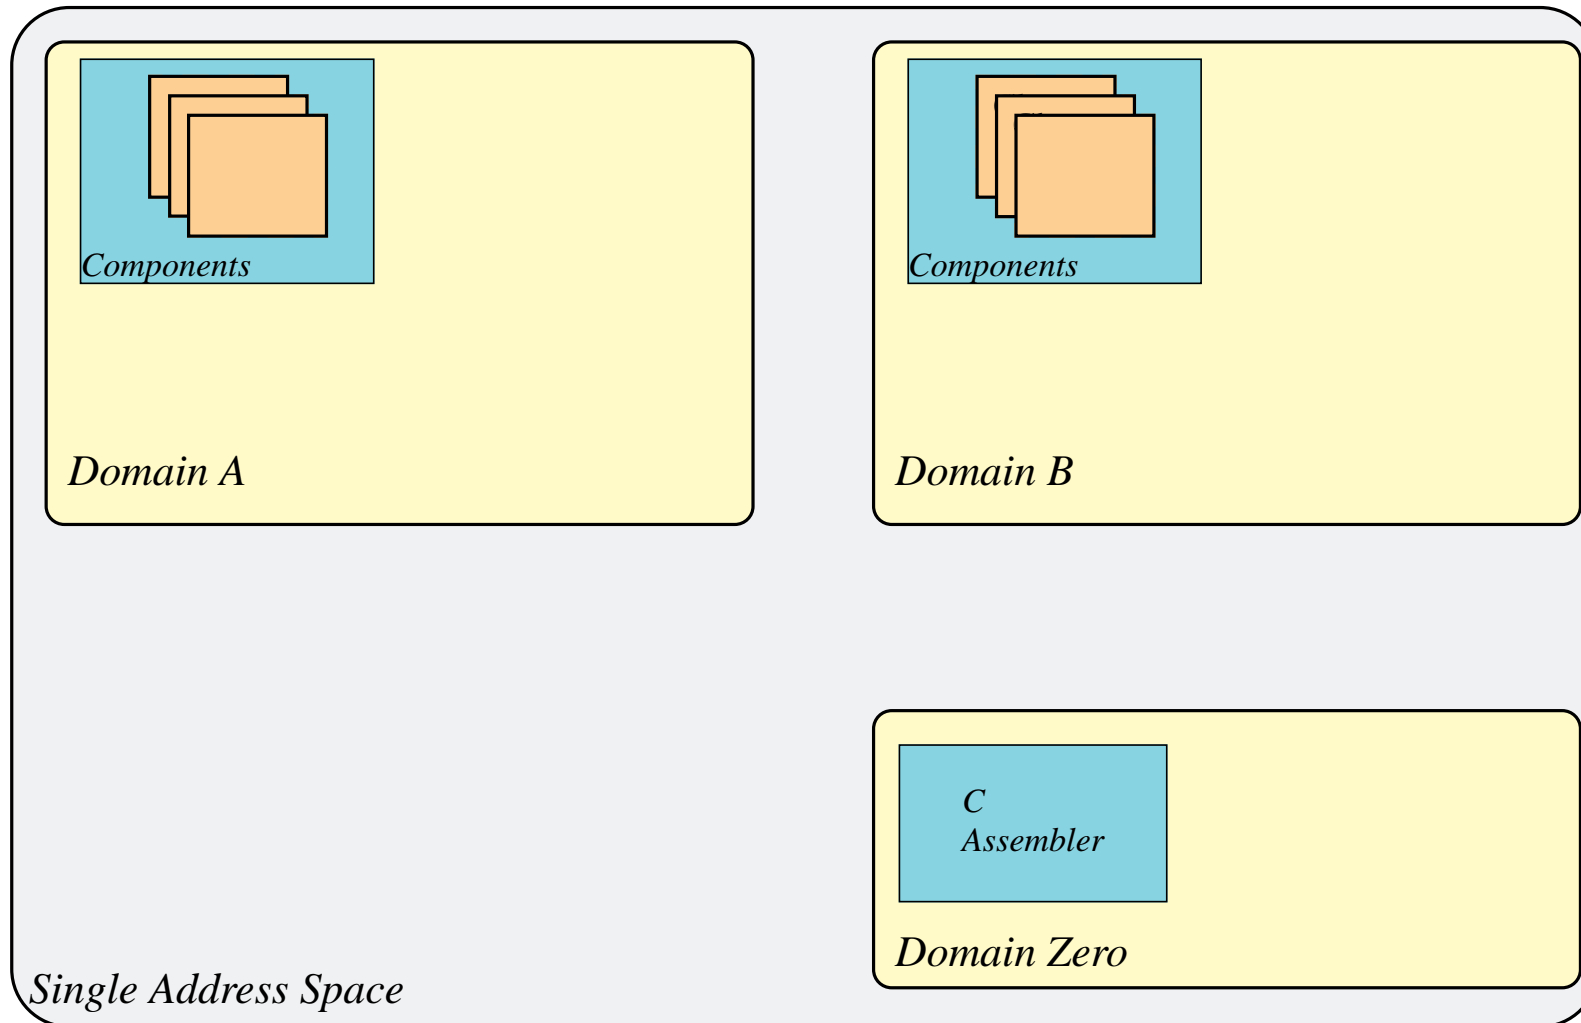 Components
Components
Domain A
Domain B
C
Assembler
Domain Zero
Single Address Space